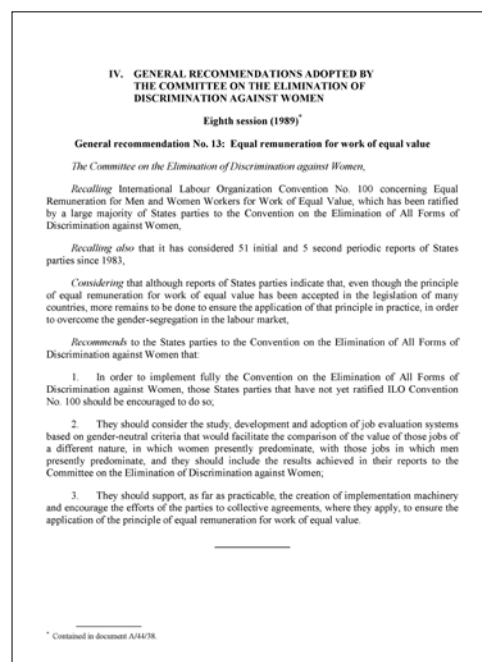 IV. GENERAL RECOMMENDATIONS ADOPTED BY
THE COMMITTEE ON THE ELIMINATION OF
DISCRIMINATION AGAINST WOMEN
Eighth session (1989)*
General recommendation No. 13: Equal remuneration for work of equal value
The Committee on the Elimination of Discrimination against Women,
Recalling International Labour Organization Convention No. 100 concerning Equal
Remuneration for Men and Women Workers for Work of Equal Value, which has been ratified
by a large majority of States parties to the Convention on the Elimination of All Forms of
Discrimination against Women,
Recalling also that it has considered 51 initial and 5 second periodic reports of States
parties since 1983,
Considering that although reports of States parties indicate that, even though the principle
of equal remuneration for work of equal value has been accepted in the legislation of many
countries, more remains to be done to ensure the application of that principle in practice, in order
to overcome the gender-segregation in the labour market,
Recommends to the States parties to the Convention on the Elimination of All Forms of
Discrimination against Women that:
1. In order to implement fully the Convention on the Elimination of All Forms of
Discrimination against Women, those States parties that have not yet ratified ILO Convention
No. 100 should be encouraged to do so;
2. They should consider the study, development and adoption of job evaluation systems
based on gender-neutral criteria that would facilitate the comparison of the value of those jobs of
a different nature, in which women presently predominate, with those jobs in which men
presently predominate, and they should include the results achieved in their reports to the
Committee on the Elimination of Discrimination against Women;
3. They should support, as far as practicable, the creation of implementation machinery
and encourage the efforts of the parties to collective agreements, where they apply, to ensure the
application of the principle of equal remuneration for work of equal value.
* Contained in document A/44/38.